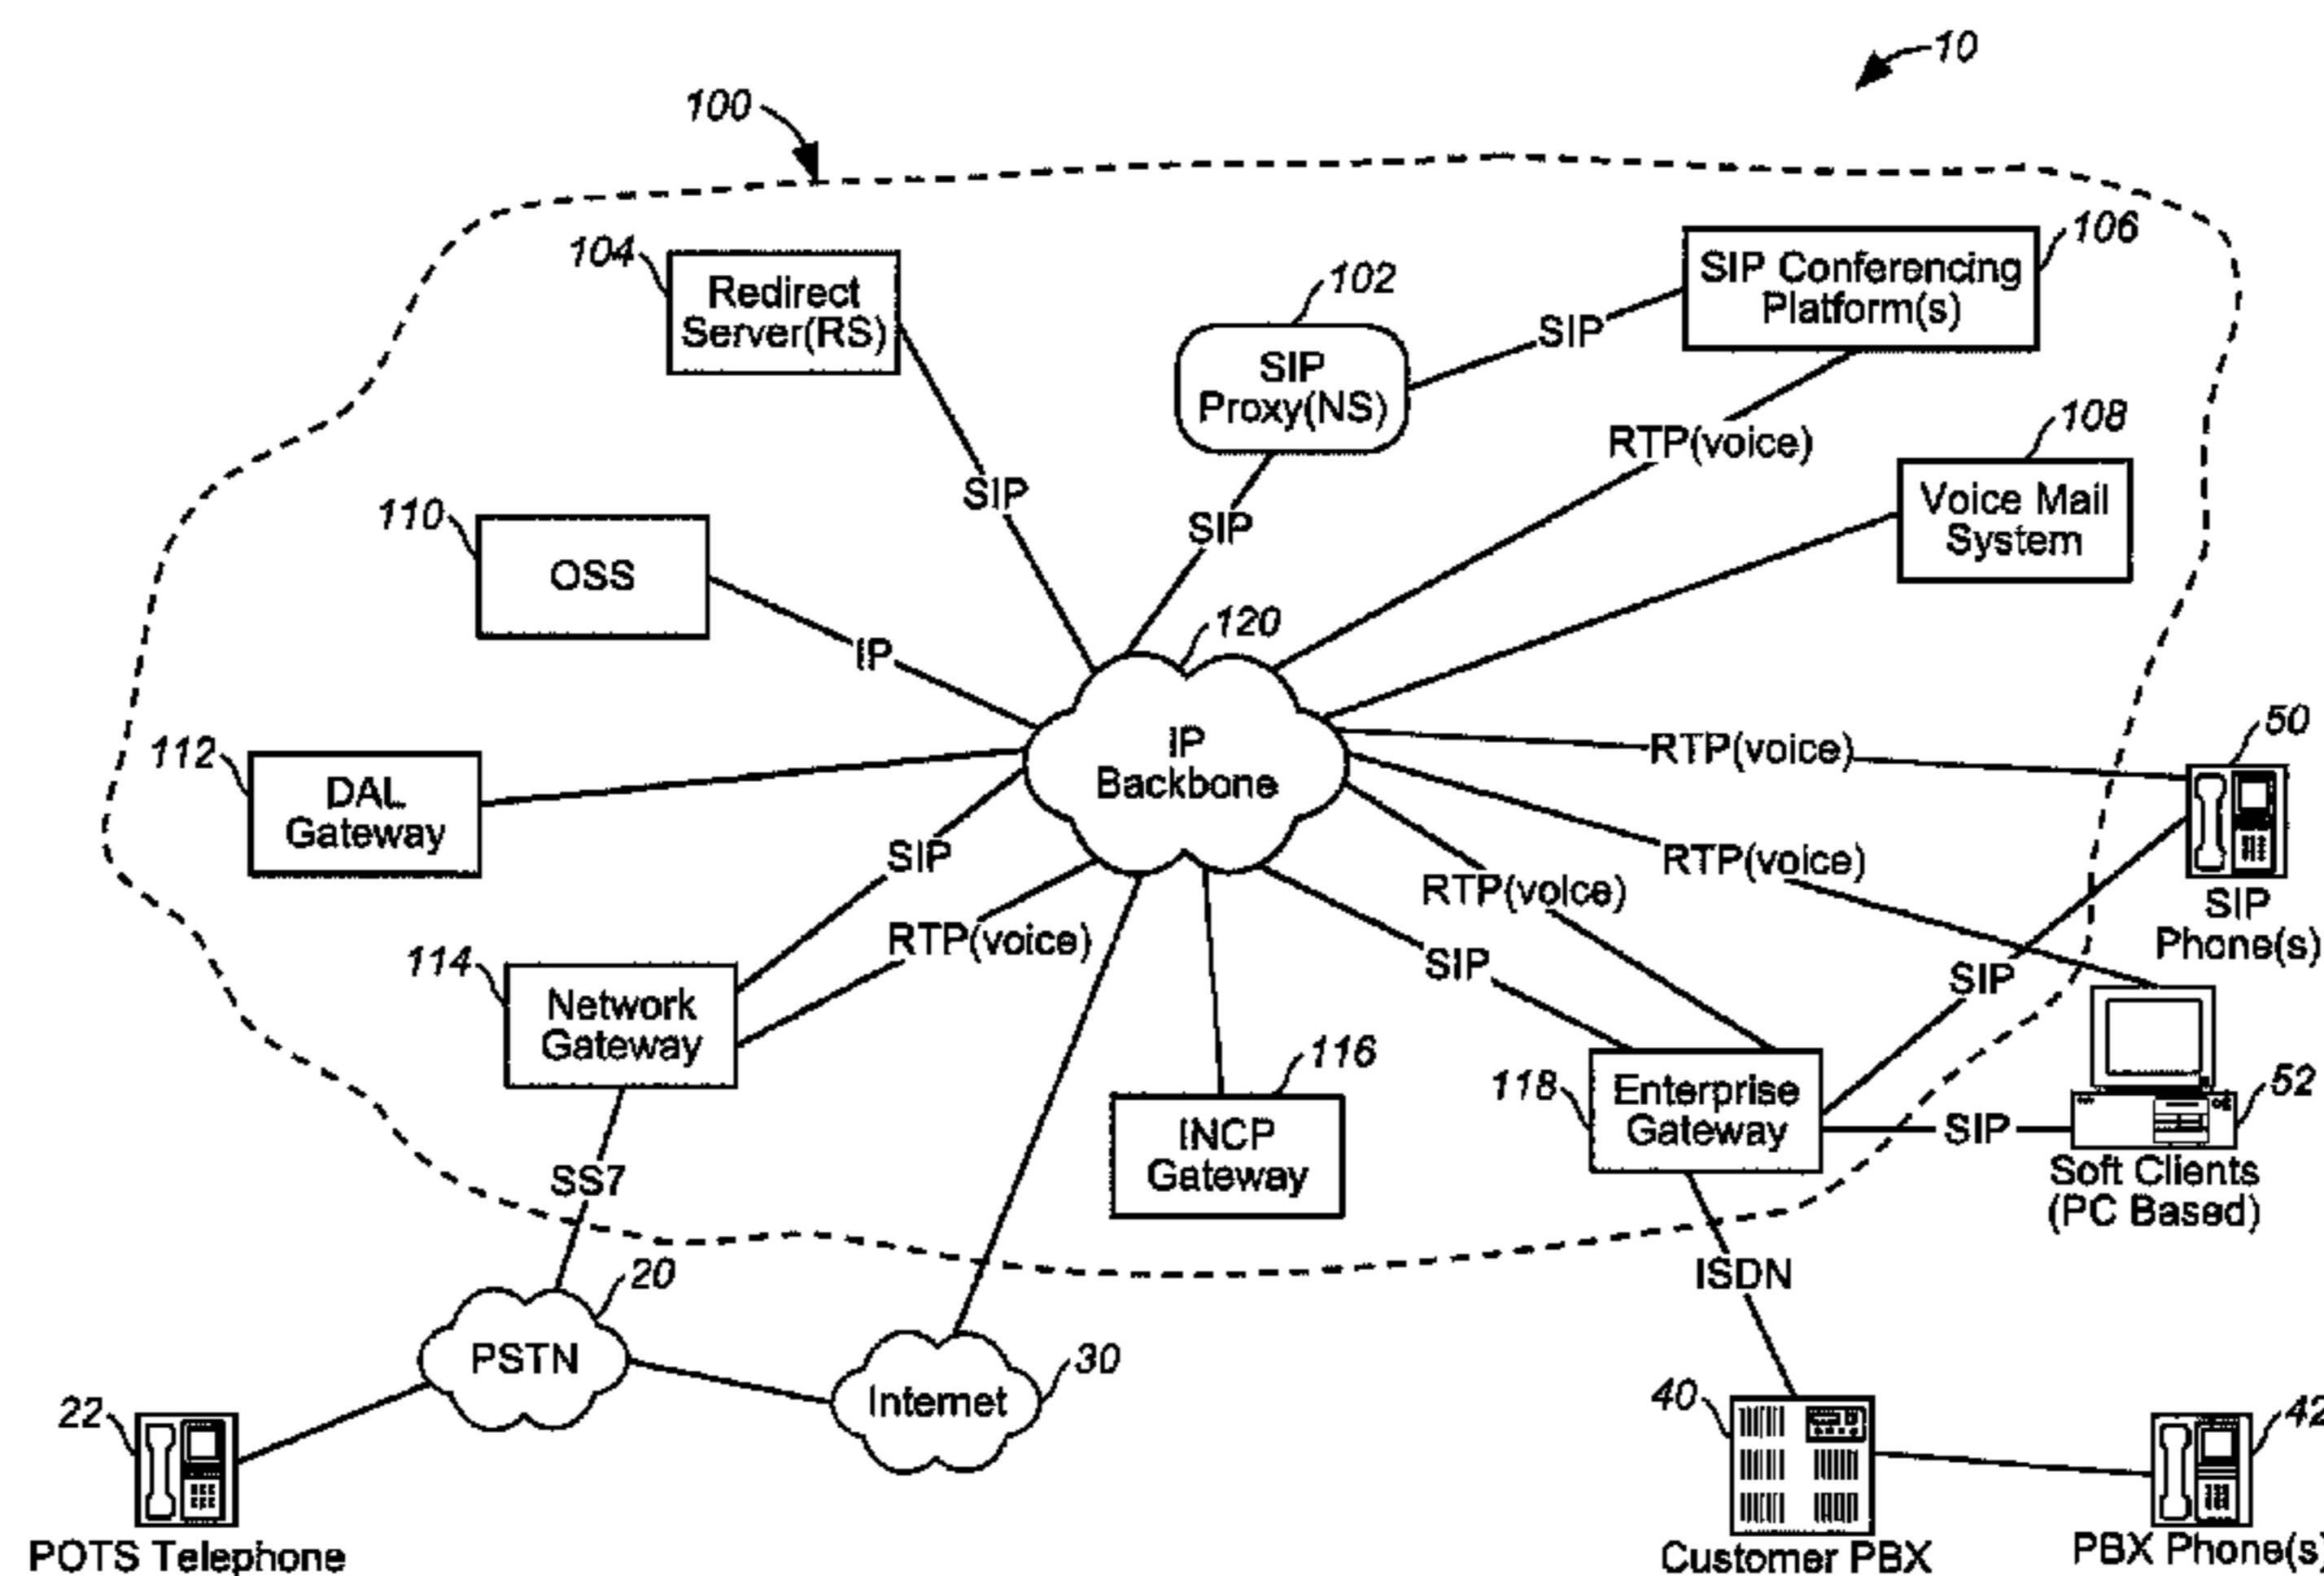 10
100
104
Redirect
Server(RS)
102
SIP
Proxy(NS)
SIP
106
SIP Conferencing
Platform(s)
RTP(voice)
108
Voice Mail
System
SIP
SIP
110
OSS
IP
120
IP
Backbone
112
DAL
Gateway
SIP
RTP(voice)
114
Network
Gateway
RTP(voice)
50
SIP
Phone(s)
RTP(voice)
RTP(voice)
SIP
SIP
116
INCP
Gateway
118
Enterprise
Gateway
SIP
52
Soft Clients
(PC Based)
SS7
20
PSTN
30
Internet
ISDN
22
POTS Telephone
40
Customer PBX
42
PBX Phone(s)